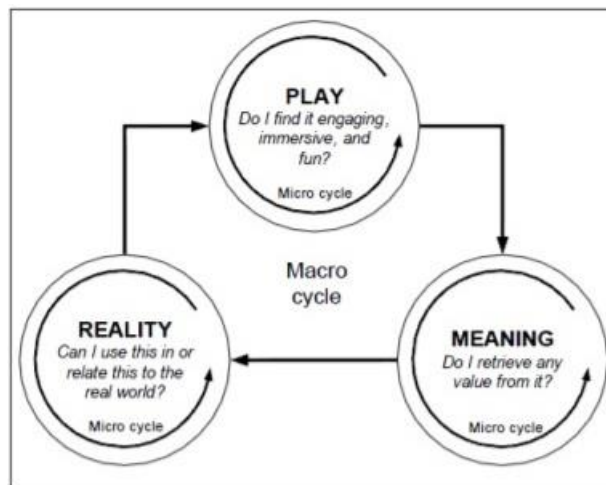 PLAY
Do I find it engaging,
immersive, and
fun?
Micro cycle
Macro
cycle
REALITY
Can I use this in or
relate this to the
real world?
Micro cycle
MEANING
Do I retrieve any
value from it?
Micro cycle